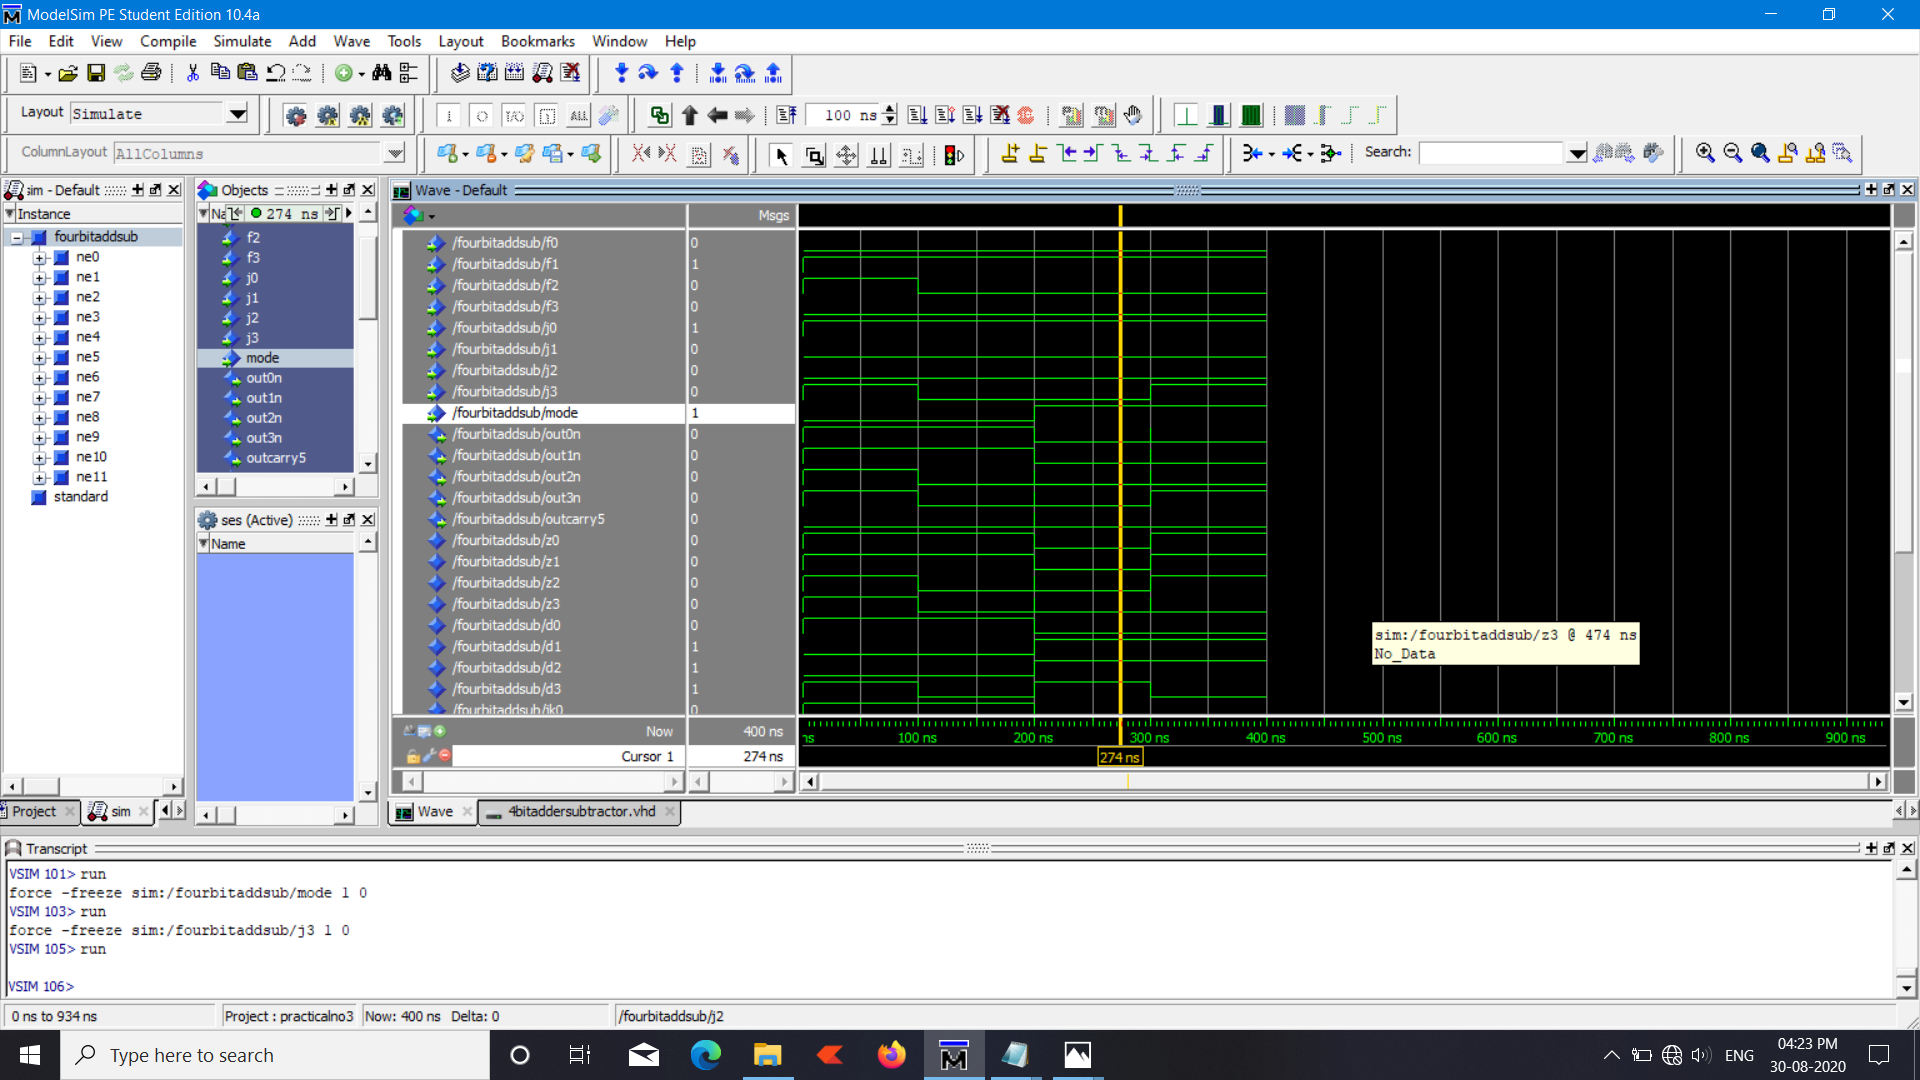 ModelSim PE Student Edition 10.4a
File Edit View Compile Simulate Add Wave Tools Layout Bookmarks Window Help
Layout Simulate
100 ns
ColumnLayout AllColumns
Search:
sim - Default
Instance
fourbitaddsub
ne0
ne1
ne2
ne3
ne4
ne5
ne6
ne7
ne8
ne9
ne10
ne11
standard
Objects
274 ns
f2
f3
j0
j1
j2
j3
mode
out0n
out1n
out2n
out3n
outcarry5
ses (Active)
Name
Wave - Default
Msgs
/fourbitaddsub/f0 0
/fourbitaddsub/f1 1
/fourbitaddsub/f2 0
/fourbitaddsub/f3 0
/fourbitaddsub/j0 1
/fourbitaddsub/j1 0
/fourbitaddsub/j2 0
/fourbitaddsub/j3 0
/fourbitaddsub/mode 1
/fourbitaddsub/out0n 0
/fourbitaddsub/out1n 0
/fourbitaddsub/out2n 0
/fourbitaddsub/out3n 0
/fourbitaddsub/outcarry5 0
/fourbitaddsub/z0 0
/fourbitaddsub/z1 0
/fourbitaddsub/z2 0
/fourbitaddsub/z3 0
/fourbitaddsub/d0 0
/fourbitaddsub/d1 1
/fourbitaddsub/d2 1
/fourbitaddsub/d3 1
/fourbitaddsub/jk0 0
sim:/fourbitaddsub/z3 @ 474 ns
No_Data
Now 400 ns
Cursor 1 274 ns
ns 100 ns 200 ns 300 ns 400 ns 500 ns 600 ns 700 ns 800 ns 900 ns
274 ns
Project sim
Wave 4bitaddersubtractor.vhd
Transcript
VSIM 101> run
force -freeze sim:/fourbitaddsub/mode 1 0
VSIM 103> run
force -freeze sim:/fourbitaddsub/j3 1 0
VSIM 105> run
VSIM 106>
0 ns to 934 ns Project : practicalno3 Now: 400 ns Delta: 0 /fourbitaddsub/j2
Type here to search
ENG
04:23 PM
30-08-2020